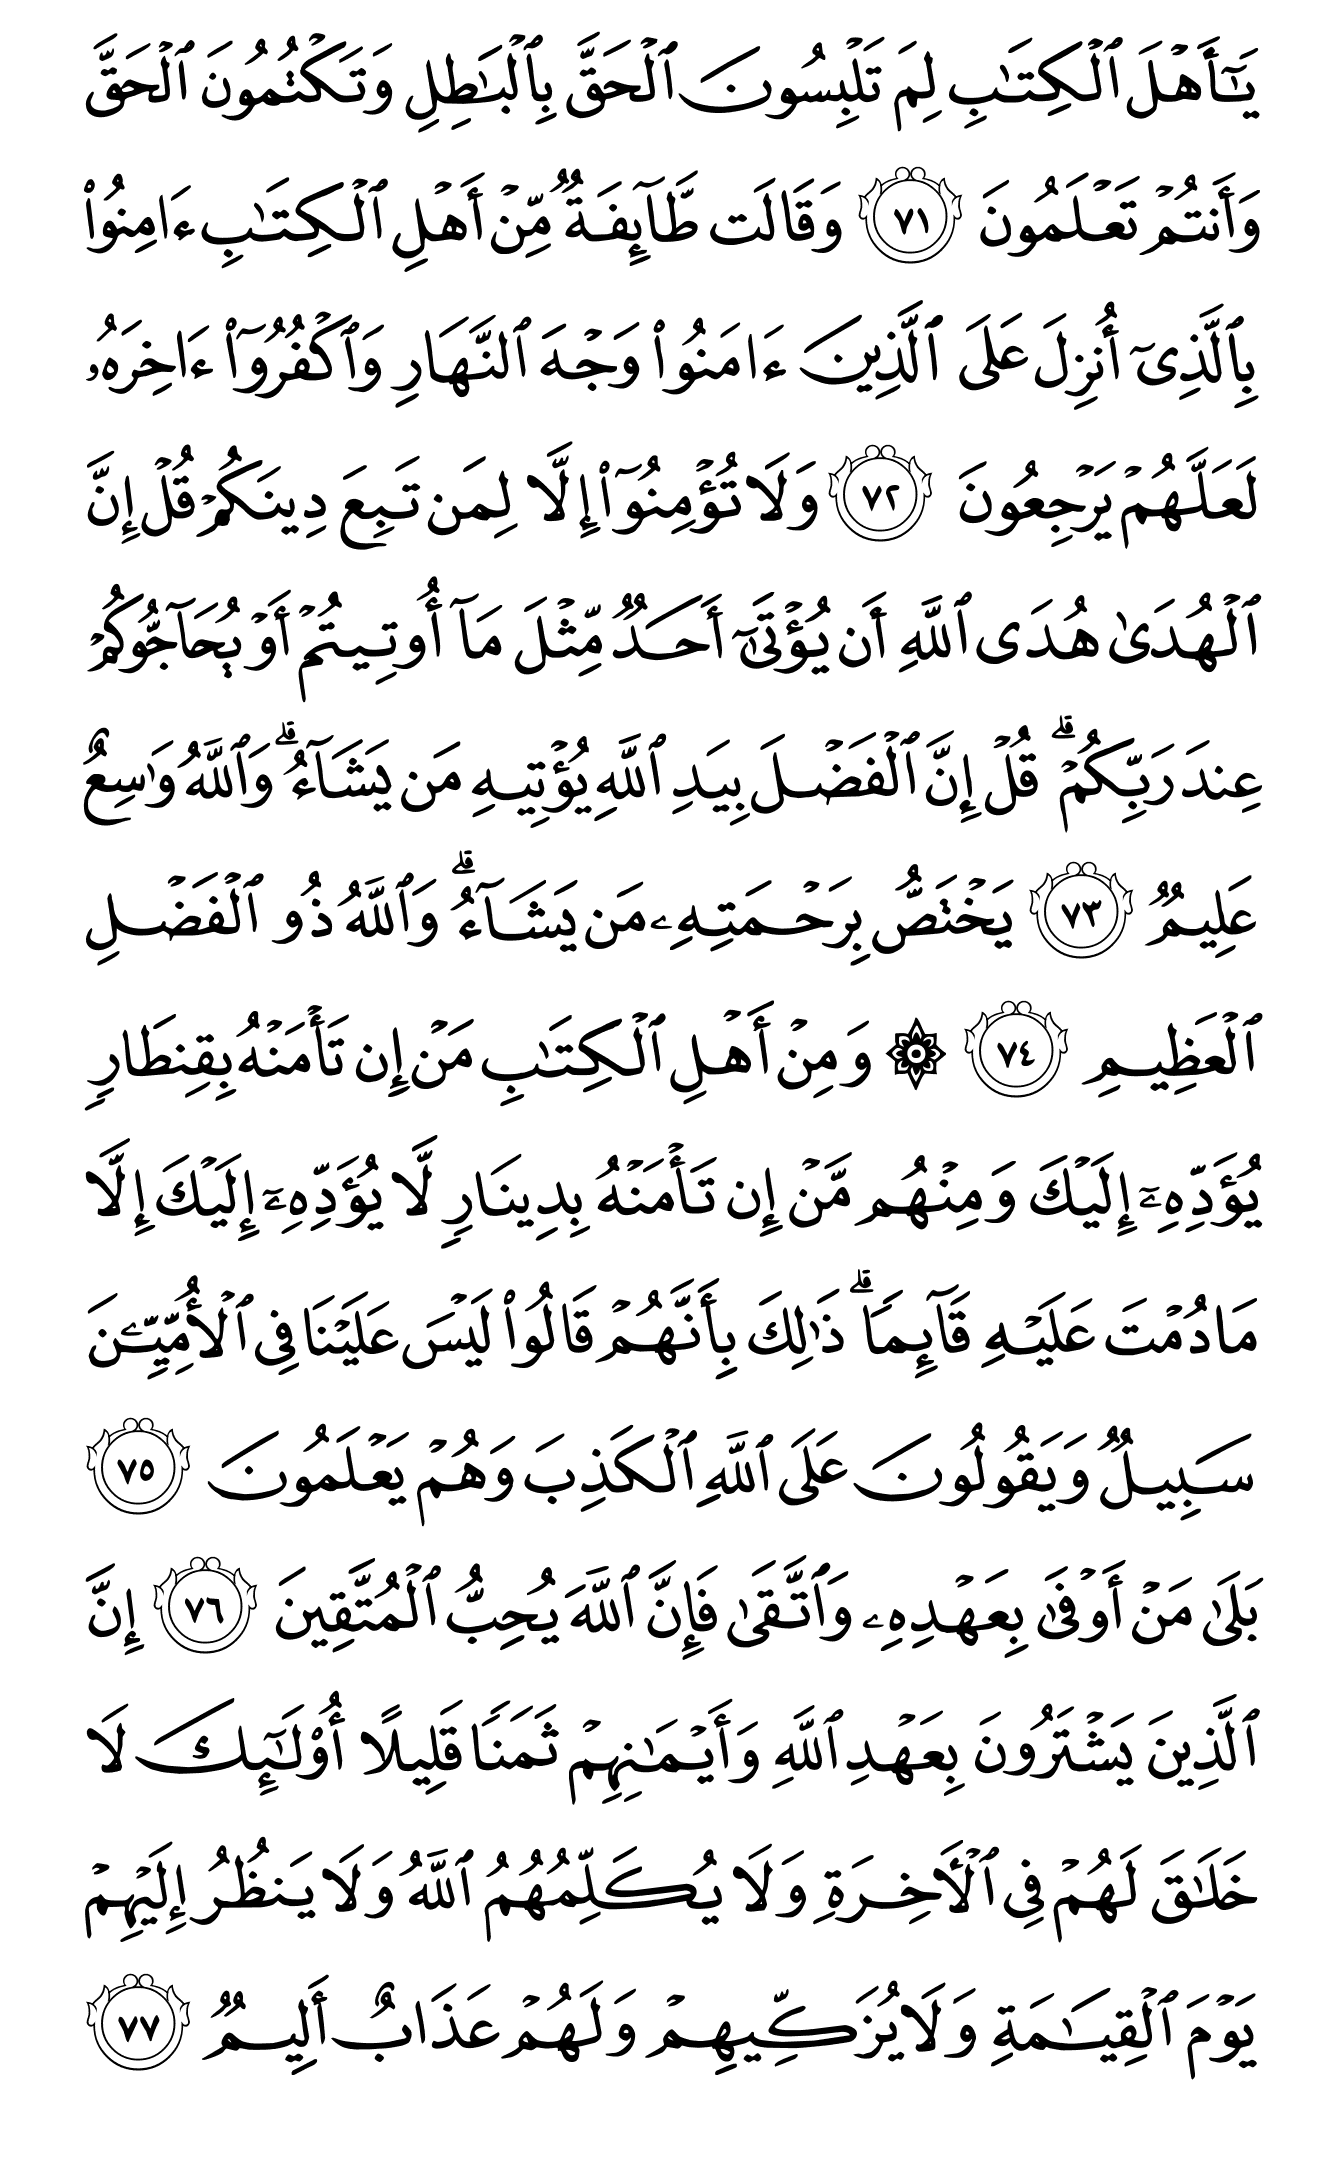 يَـٰٓأَهْلَ ٱلْكِتَـٰبِ لِمَ تَلْبِسُونَ ٱلْحَقَّ بِٱلْبَـٰطِلِ وَتَكْتُمُونَ ٱلْحَقَّ
وَأَنتُمْ تَعْلَمُونَ ٧١ وَقَالَت طَّآئِفَةٌ مِّنْ أَهْلِ ٱلْكِتَـٰبِ ءَامِنُوا۟
بِٱلَّذِىٓ أُنزِلَ عَلَى ٱلَّذِينَ ءَامَنُوا۟ وَجْهَ ٱلنَّهَارِ وَٱكْفُرُوٓا۟ ءَاخِرَهُۥ
لَعَلَّهُمْ يَرْجِعُونَ ٧٢ وَلَا تُؤْمِنُوٓا۟ إِلَّا لِمَن تَبِعَ دِينَكُمْ قُلْ إِنَّ
ٱلْهُدَىٰ هُدَى ٱللَّهِ أَن يُؤْتَىٰٓ أَحَدٌ مِّثْلَ مَآ أُوتِيتُمْ أَوْ يُحَآجُّوكُمْ
عِندَ رَبِّكُمْ ۗ قُلْ إِنَّ ٱلْفَضْلَ بِيَدِ ٱللَّهِ يُؤْتِيهِ مَن يَشَآءُ ۗ وَٱللَّهُ وَٰسِعٌ
عَلِيمٌ ٧٣ يَخْتَصُّ بِرَحْمَتِهِۦ مَن يَشَآءُ ۗ وَٱللَّهُ ذُو ٱلْفَضْلِ
ٱلْعَظِيمِ ٧٤ ۞ وَمِنْ أَهْلِ ٱلْكِتَـٰبِ مَنْ إِن تَأْمَنْهُ بِقِنطَارٍ
يُؤَدِّهِۦٓ إِلَيْكَ وَمِنْهُم مَّنْ إِن تَأْمَنْهُ بِدِينَارٍ لَّا يُؤَدِّهِۦٓ إِلَيْكَ إِلَّا
مَا دُمْتَ عَلَيْهِ قَآئِمًا ۗ ذَٰلِكَ بِأَنَّهُمْ قَالُوا۟ لَيْسَ عَلَيْنَا فِى ٱلْأُمِّيِّـۧنَ
سَبِيلٌ وَيَقُولُونَ عَلَى ٱللَّهِ ٱلْكَذِبَ وَهُمْ يَعْلَمُونَ ٧٥
بَلَىٰ مَنْ أَوْفَىٰ بِعَهْدِهِۦ وَٱتَّقَىٰ فَإِنَّ ٱللَّهَ يُحِبُّ ٱلْمُتَّقِينَ ٧٦ إِنَّ
ٱلَّذِينَ يَشْتَرُونَ بِعَهْدِ ٱللَّهِ وَأَيْمَـٰنِهِمْ ثَمَنًا قَلِيلًا أُو۟لَـٰٓئِكَ لَا
خَلَـٰقَ لَهُمْ فِى ٱلْـَٔاخِرَةِ وَلَا يُكَلِّمُهُمُ ٱللَّهُ وَلَا يَنظُرُ إِلَيْهِمْ
يَوْمَ ٱلْقِيَـٰمَةِ وَلَا يُزَكِّيهِمْ وَلَهُمْ عَذَابٌ أَلِيمٌ ٧٧